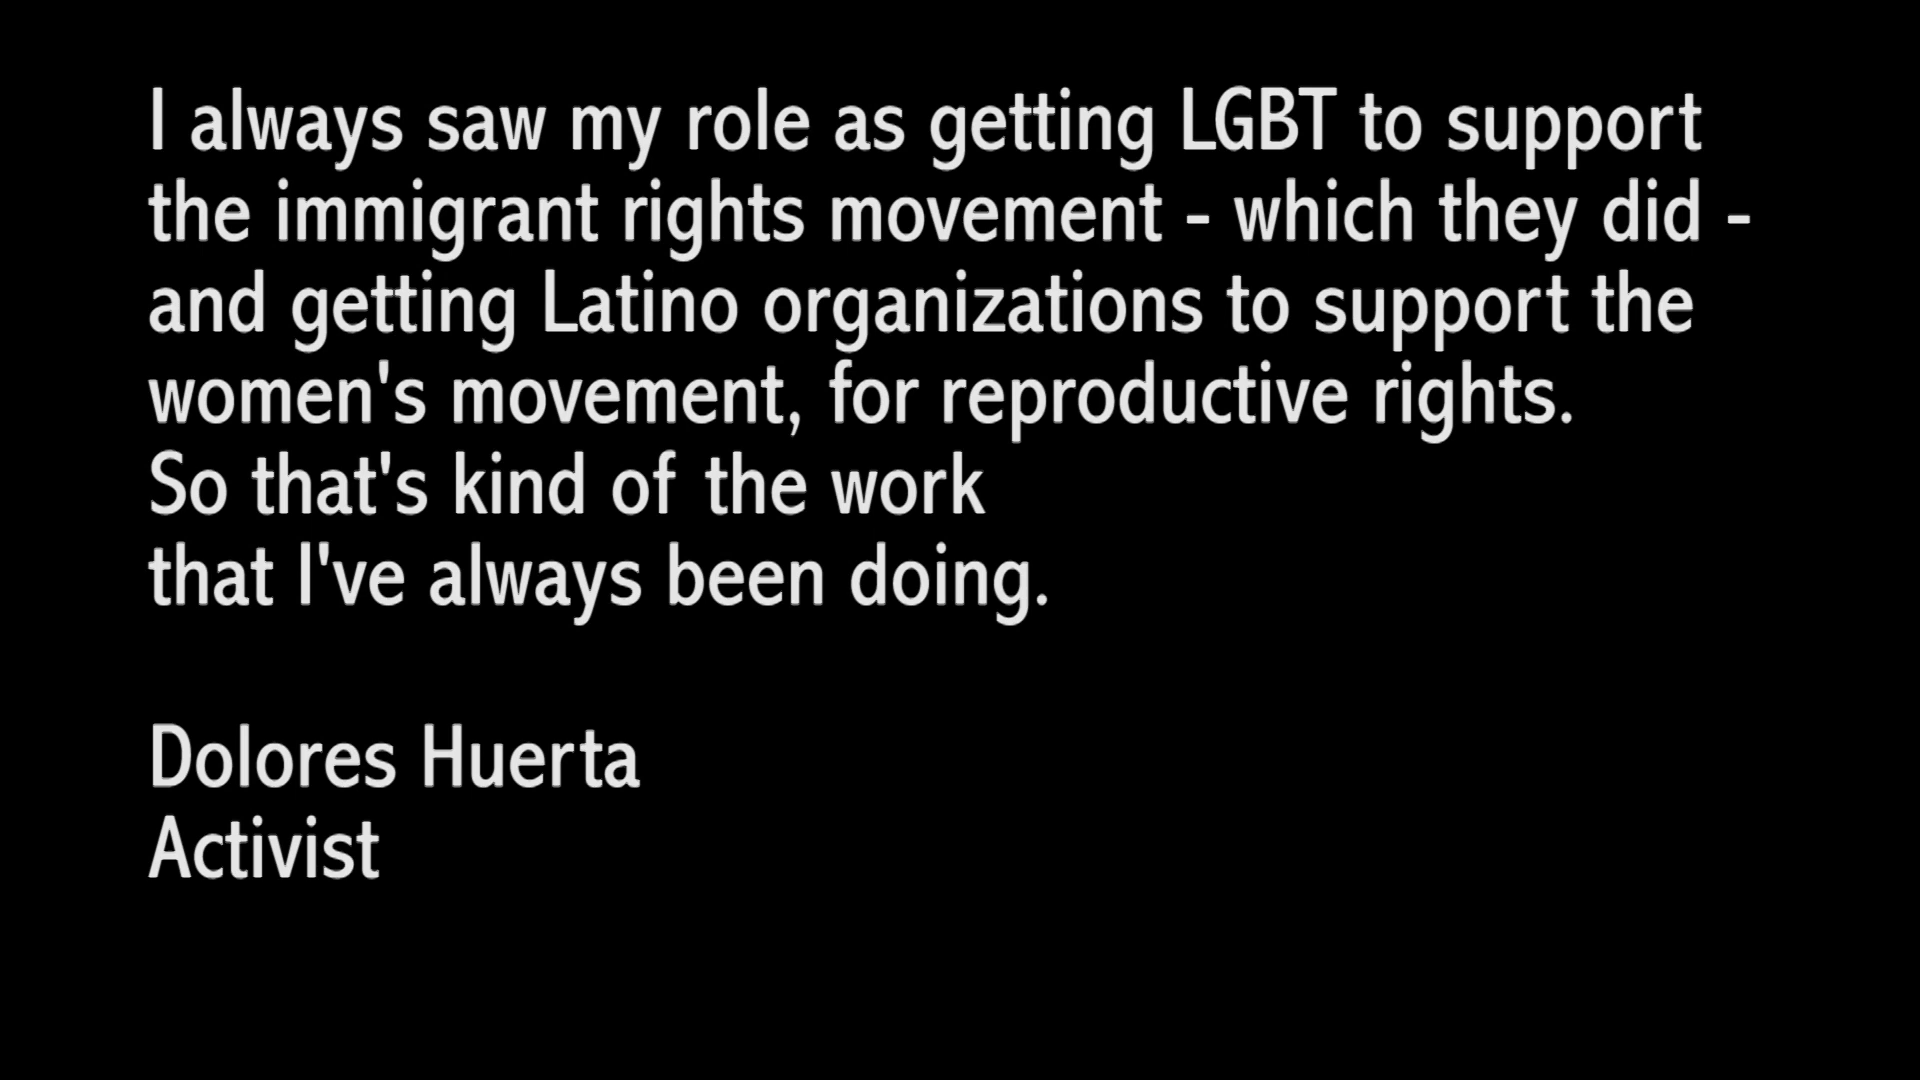 I always saw my role as getting LGBT to support
the immigrant rights movement - which they did -
and getting Latino organizations to support the
women's movement, for reproductive rights.
So that's kind of the work
that I've always been doing.
Dolores Huerta
Activist